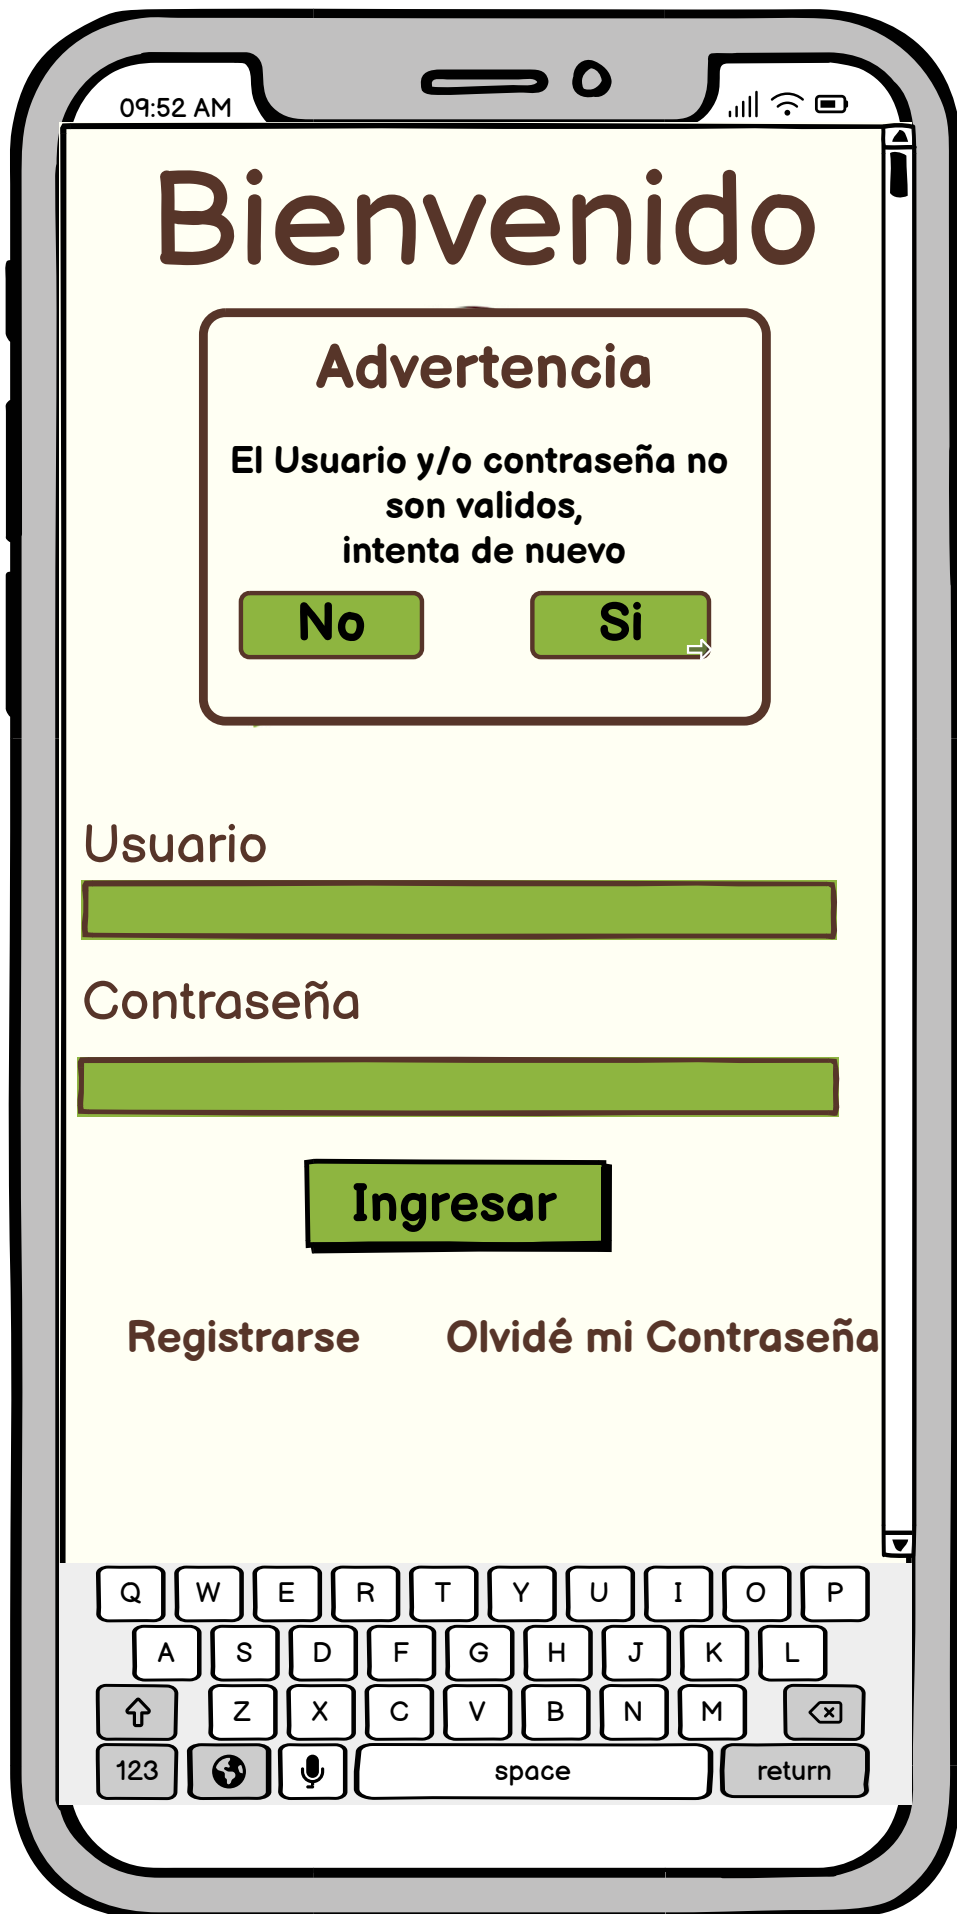 09:52 AM
Bienvenido
Advertencia
El Usuario y/o contraseña no
son validos,
intenta de nuevo
No Si
Usuario
Contraseña
Ingresar
Registrarse Olvidé mi Contraseña
Q W E R T Y U I O P
A S D F G H J K L
Z X C V B N M
123 space return